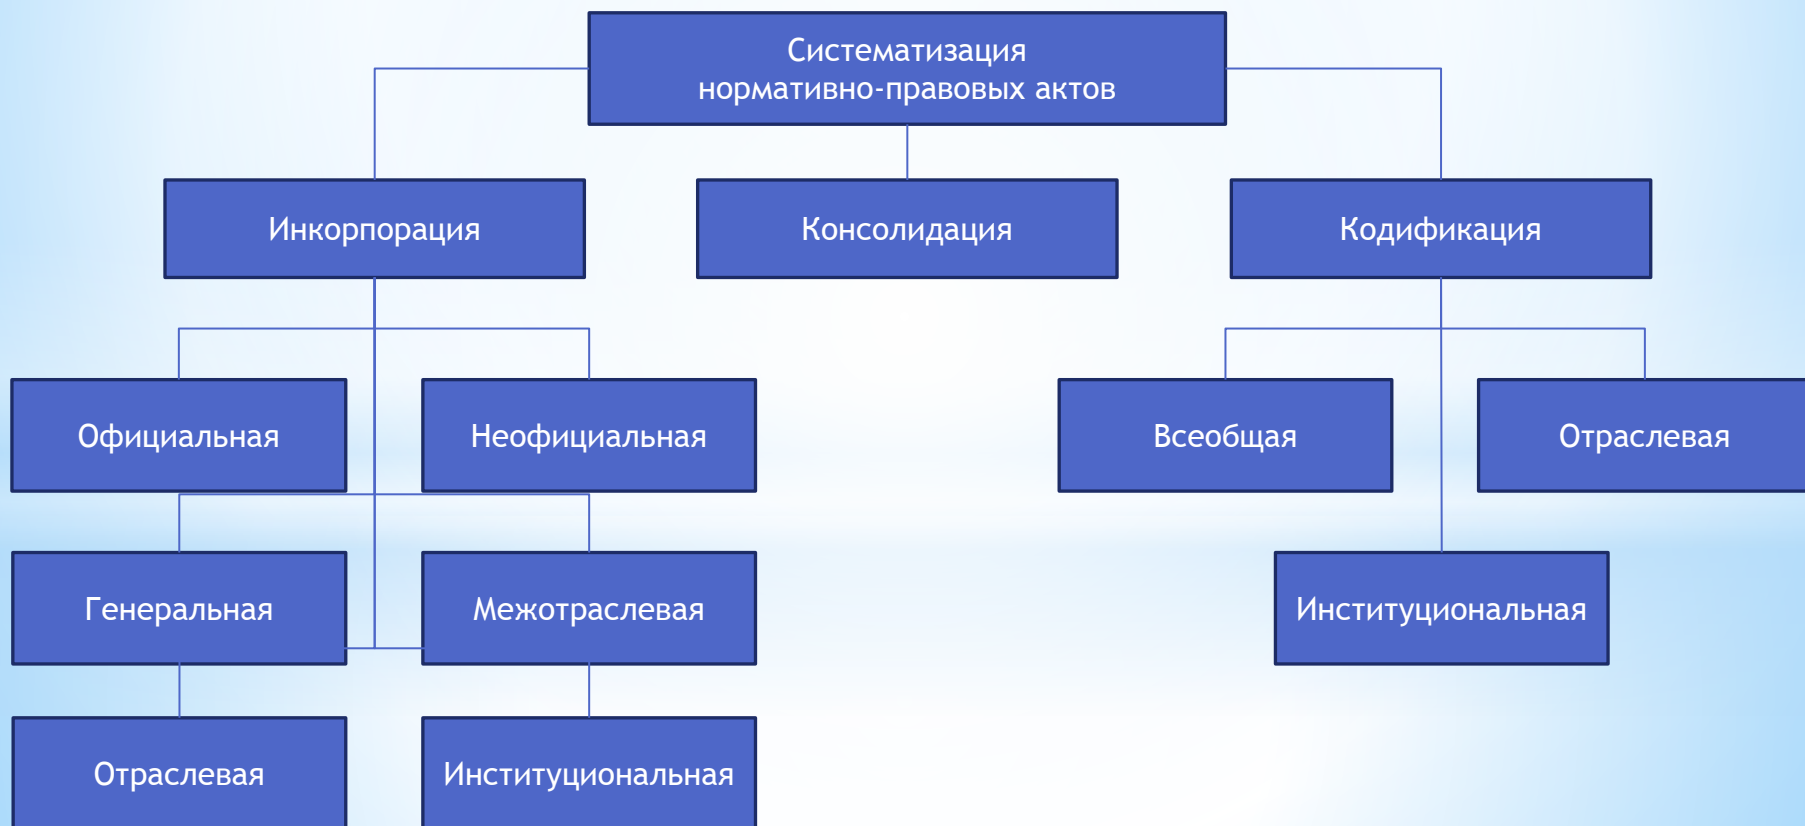 Систематизация
нормативно-правовых актов
Инкорпорация
Консолидация
Кодификация
Официальная
Неофициальная
Всеобщая
Отраслевая
Генеральная
Межотраслевая
Институциональная
Отраслевая
Институциональная